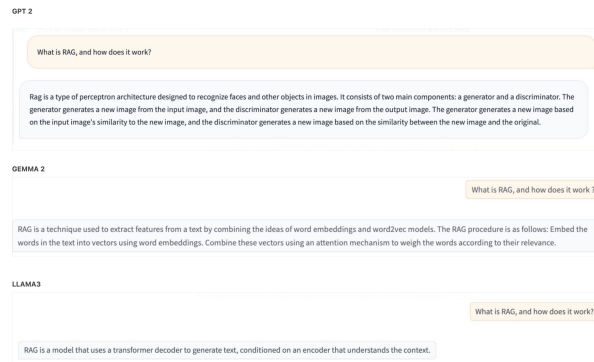 GPT 2
What is RAG, and how does it work?
Rag is a type of perceptron architecture designed to recognize faces and other objects in images. It consists of two main components: a generator and a discriminator. The
generator generates a new image from the input image, and the discriminator generates a new image from the output image. The generator generates a new image based
on the input image's similarity to the new image, and the discriminator generates a new image based on the similarity between the new image and the original.
GEMMA 2
What is RAG, and how does it work ?
RAG is a technique used to extract features from a text by combining the ideas of word embeddings and word2vec models. The RAG procedure is as follows: Embed the
words in the text into vectors using word embeddings. Combine these vectors using an attention mechanism to weigh the words according to their relevance.
LLAMA3
What is RAG, and how does it work?
RAG is a model that uses a transformer decoder to generate text, conditioned on an encoder that understands the context.